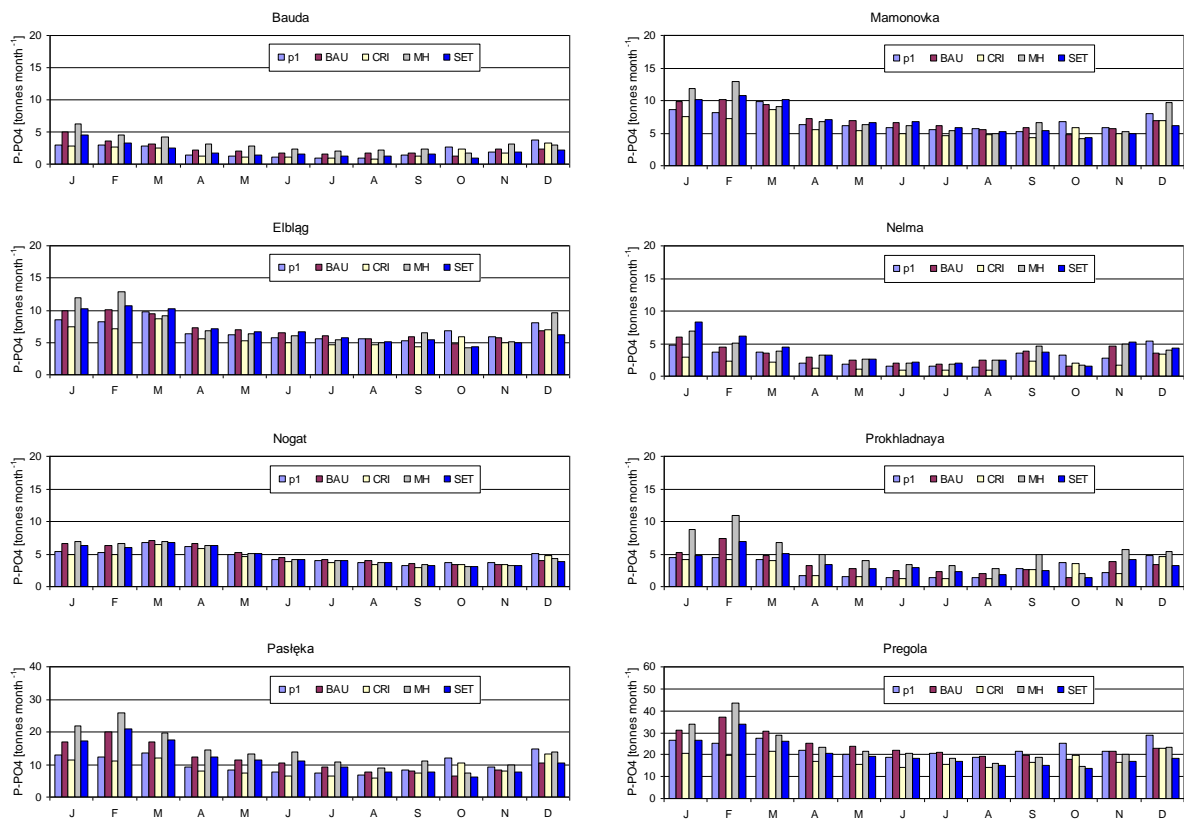 Bauda
P-PO4 [tonnes month⁻¹]
20
15
10
5
0
p1 BAU CRI MH SET
J F M A M J J A S O N D
Mamonovka
P-PO4 [tonnes month⁻¹]
20
15
10
5
0
p1 BAU CRI MH SET
J F M A M J J A S O N D
Elbląg
P-PO4 [tonnes month⁻¹]
20
15
10
5
0
p1 BAU CRI MH SET
J F M A M J J A S O N D
Nelma
P-PO4 [tonnes month⁻¹]
20
15
10
5
0
p1 BAU CRI MH SET
J F M A M J J A S O N D
Nogat
P-PO4 [tonnes month⁻¹]
20
15
10
5
0
p1 BAU CRI MH SET
J F M A M J J A S O N D
Prokhladnaya
P-PO4 [tonnes month⁻¹]
20
15
10
5
0
p1 BAU CRI MH SET
J F M A M J J A S O N D
Pasłęka
P-PO4 [tonnes month⁻¹]
40
30
20
10
0
p1 BAU CRI MH SET
J F M A M J J A S O N D
Pregola
P-PO4 [tonnes month⁻¹]
60
50
40
30
20
10
0
p1 BAU CRI MH SET
J F M A M J J A S O N D